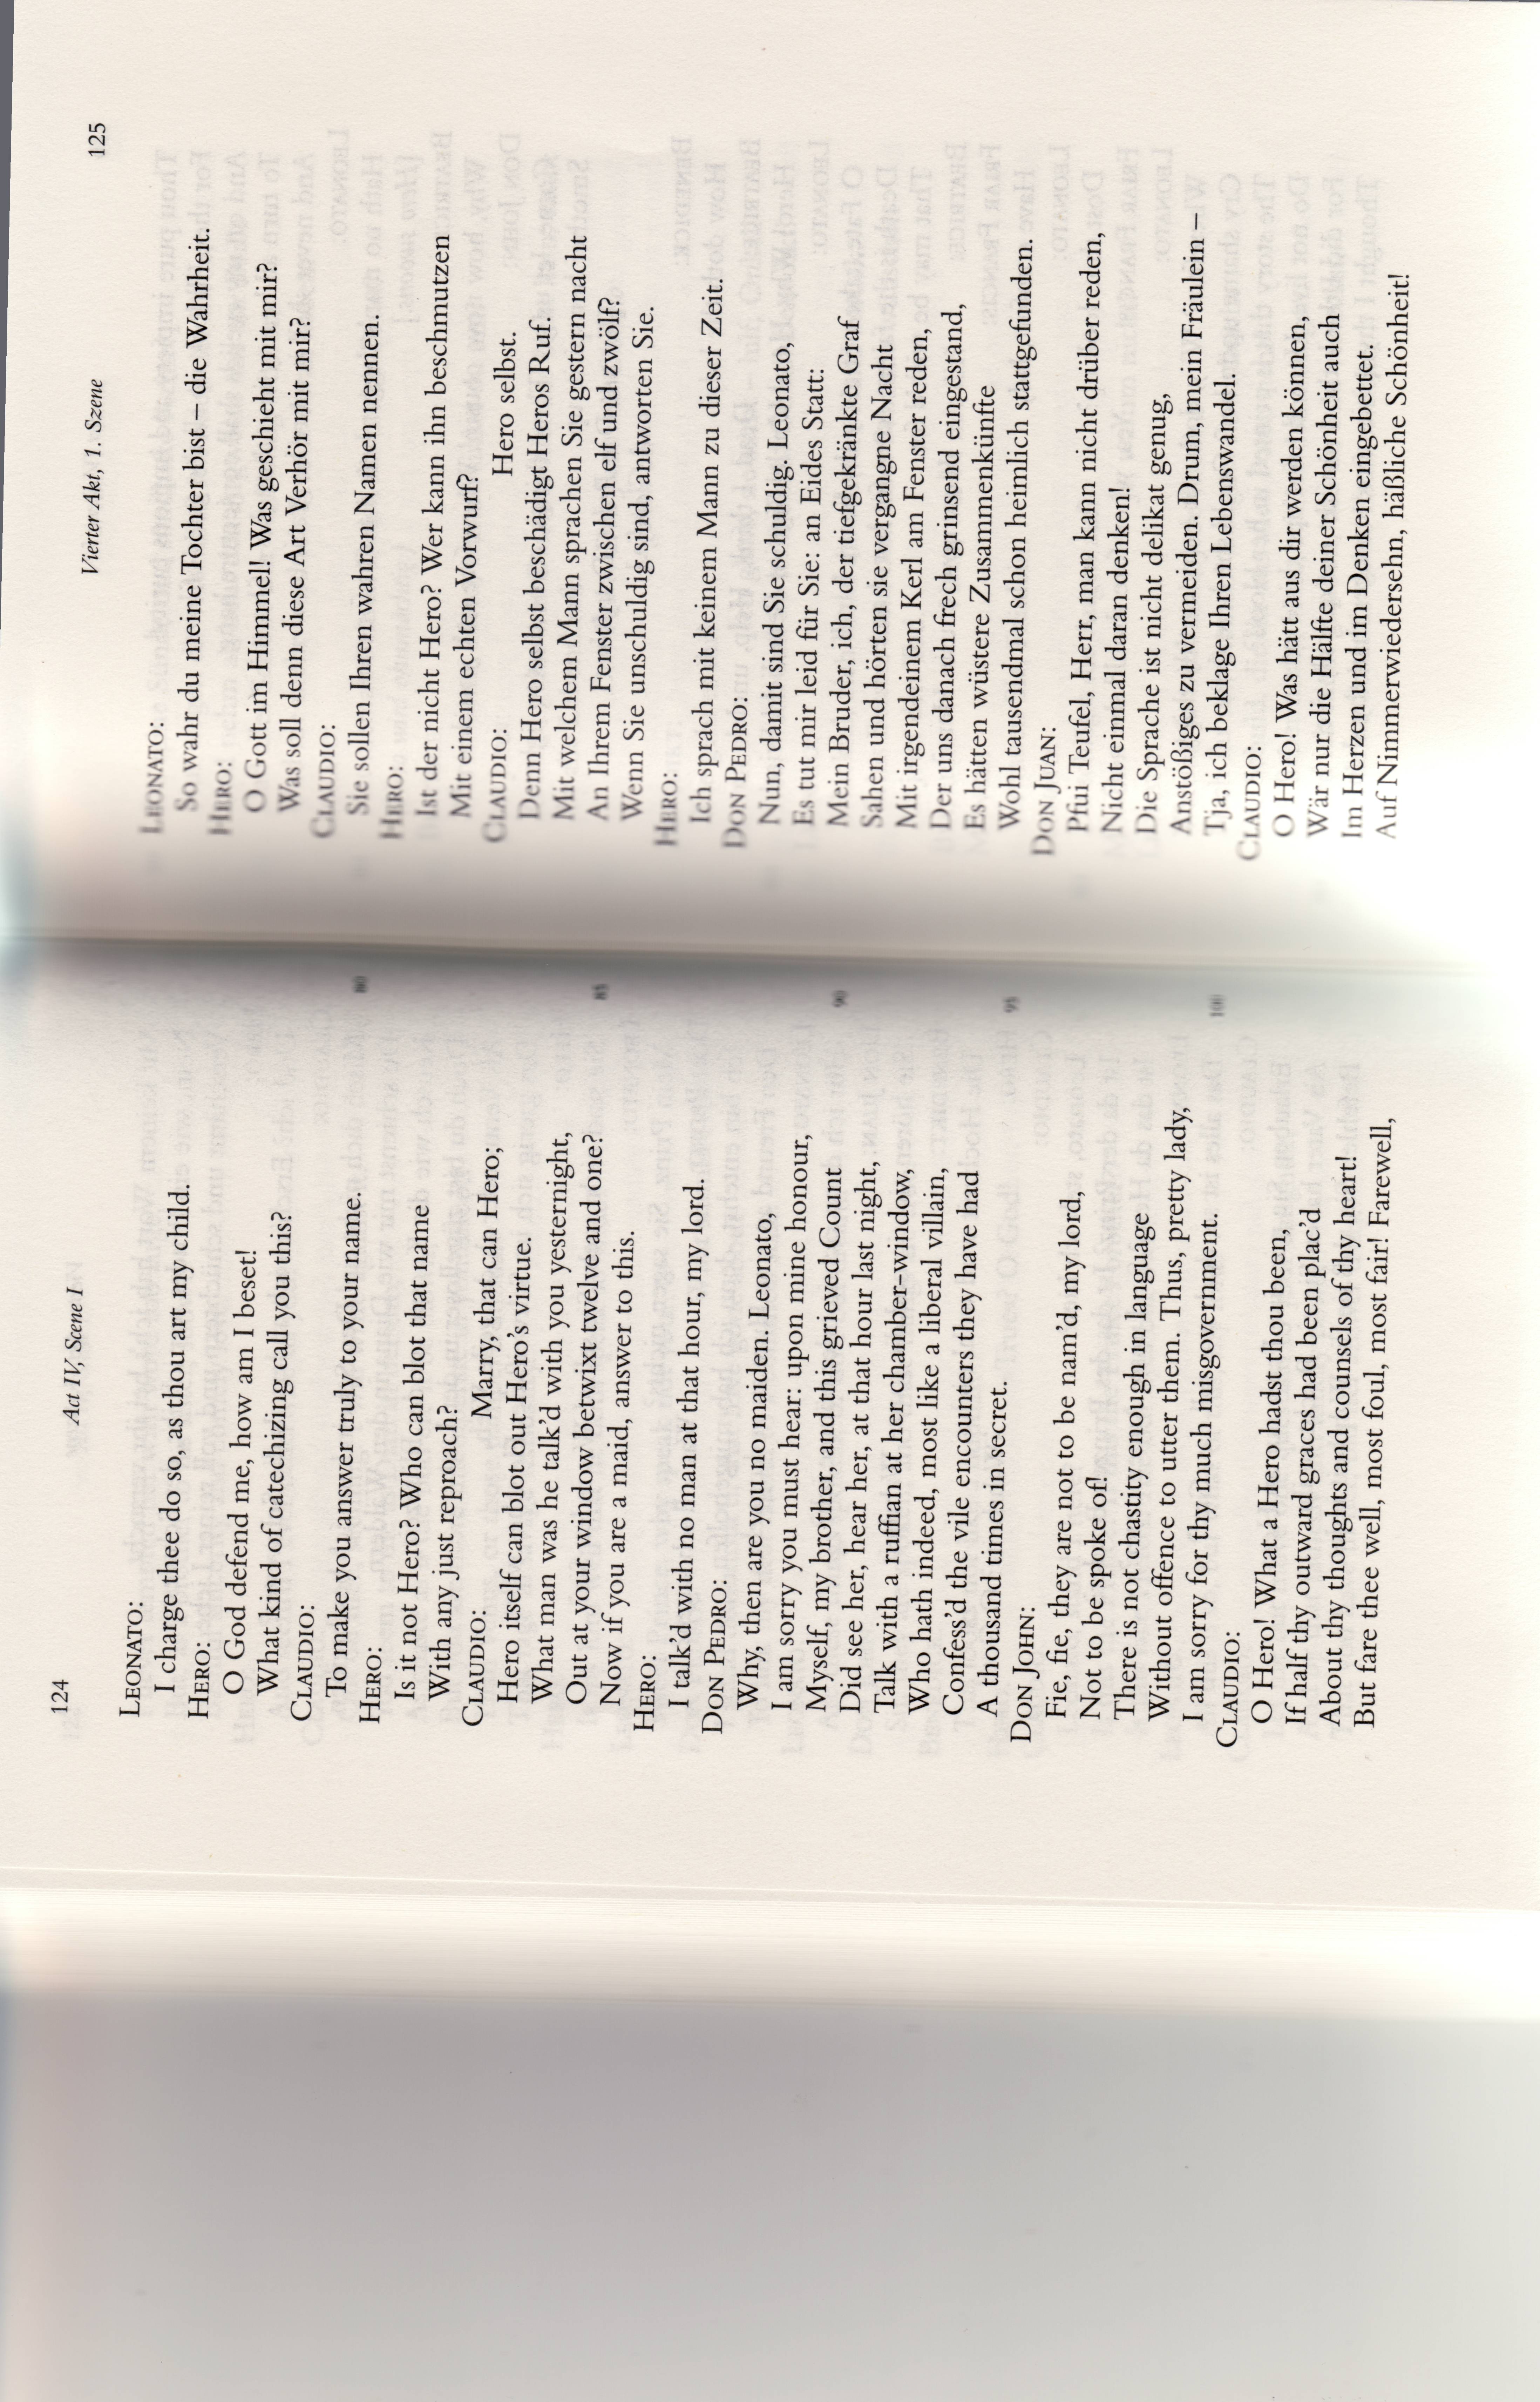 124
Act IV, Scene I
LEONATO:
I charge thee do so, as thou art my child.
HERO:
O God defend me, how am I beset!
What kind of catechizing call you this?
CLAUDIO:
To make you answer truly to your name.
HERO:
Is it not Hero? Who can blot that name
With any just reproach?
CLAUDIO:
Marry, that can Hero;
Hero itself can blot out Hero's virtue.
What man was he talk'd with you yesternight,
Out at your window betwixt twelve and one?
Now if you are a maid, answer to this.
HERO:
I talk'd with no man at that hour, my lord.
DON PEDRO:
Why, then are you no maiden. Leonato,
I am sorry you must hear: upon mine honour,
Myself, my brother, and this grieved Count
Did see her, hear her, at that hour last night,
Talk with a ruffian at her chamber-window,
Who hath indeed, most like a liberal villain,
Confess'd the vile encounters they have had
A thousand times in secret.
DON JOHN:
Fie, fie, they are not to be nam'd, my lord,
Not to be spoke of!
There is not chastity enough in language
Without offence to utter them. Thus, pretty lady,
I am sorry for thy much misgovernment.
CLAUDIO:
O Hero! What a Hero hadst thou been,
If half thy outward graces had been plac'd
About thy thoughts and counsels of thy heart!
But fare thee well, most foul, most fair! Farewell,
80
85
90
95
100
Vierter Akt, 1. Szene
125
LEONATO:
So wahr du meine Tochter bist – die Wahrheit.
HERO:
O Gott im Himmel! Was geschieht mit mir?
Was soll denn diese Art Verhör mit mir?
CLAUDIO:
Sie sollen Ihren wahren Namen nennen.
HERO:
Ist der nicht Hero? Wer kann ihn beschmutzen
Mit einem echten Vorwurf?
CLAUDIO:
Hero selbst.
Denn Hero selbst beschädigt Heros Ruf.
Mit welchem Mann sprachen Sie gestern nacht
An Ihrem Fenster zwischen elf und zwölf?
Wenn Sie unschuldig sind, antworten Sie.
HERO:
Ich sprach mit keinem Mann zu dieser Zeit.
DON PEDRO:
Nun, damit sind Sie schuldig. Leonato,
Es tut mir leid für Sie: an Eides Statt:
Mein Bruder, ich, der tiefgekränkte Graf
Sahen und hörten sie vergangne Nacht
Mit irgendeinem Kerl am Fenster reden,
Der uns danach frech grinsend eingestand,
Es hätten wüstere Zusammenkünfte
Wohl tausendmal schon heimlich stattgefunden.
DON JUAN:
Pfui Teufel, Herr, man kann nicht drüber reden,
Nicht einmal daran denken!
Die Sprache ist nicht delikat genug,
Anstößiges zu vermeiden. Drum, mein Fräulein –
Tja, ich beklage Ihren Lebenswandel.
CLAUDIO:
O Hero! Was hätt aus dir werden können,
Wär nur die Hälfte deiner Schönheit auch
Im Herzen und im Denken eingebettet.
Auf Nimmerwiedersehn, häßliche Schönheit!